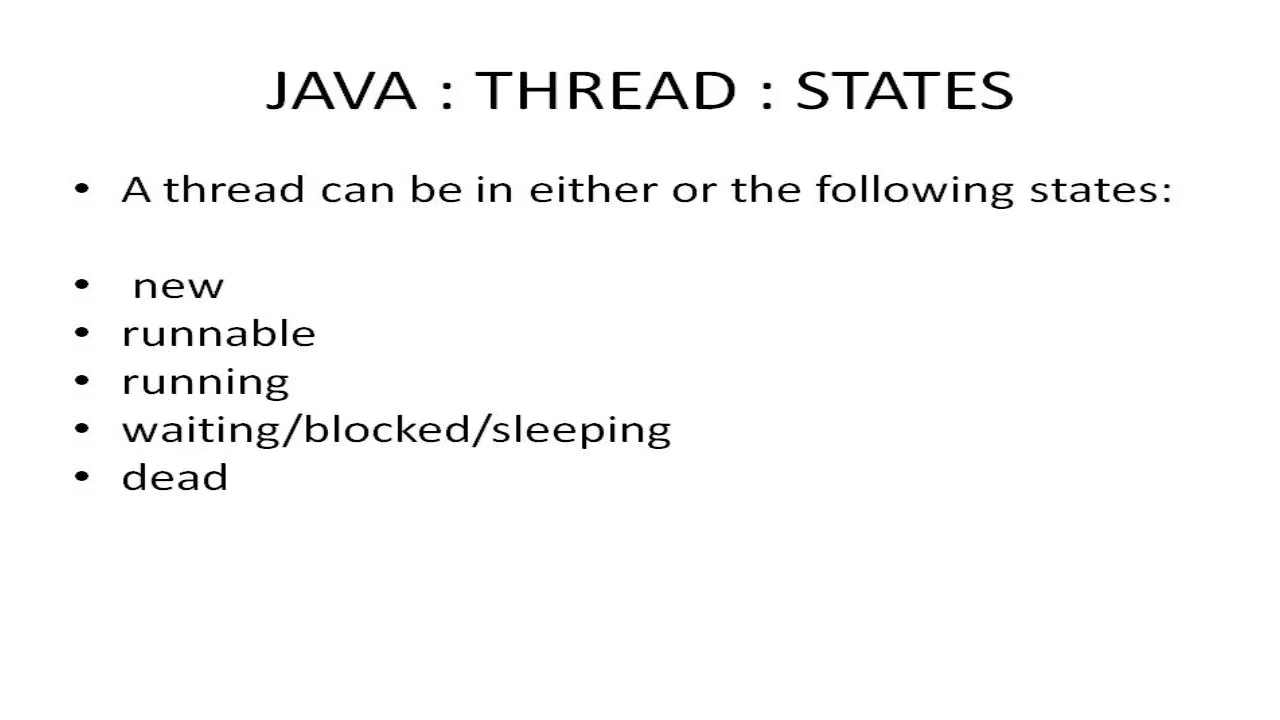 JAVA : THREAD : STATES
• A thread can be in either or the following states:
• new
• runnable
• running
• waiting/blocked/sleeping
• dead